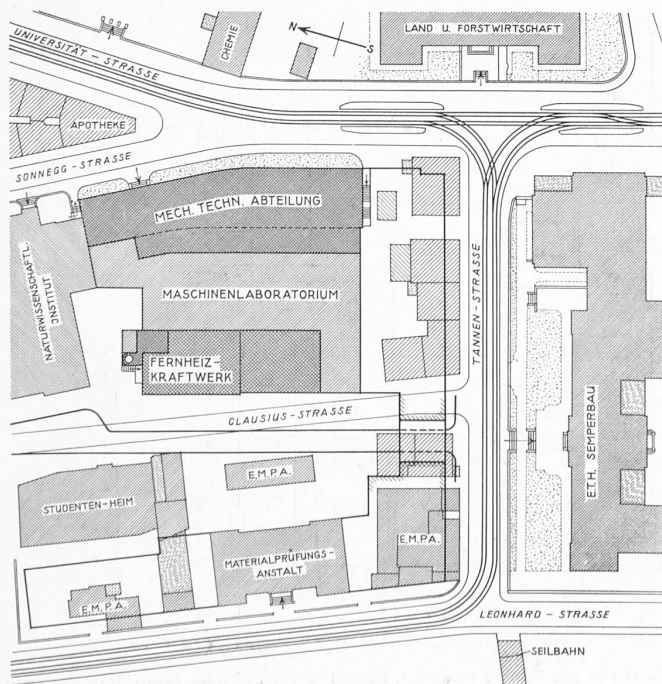 UNIVERSITÄT-STRASSE
CHEMIE
N
S
LAND U. FORSTWIRTSCHAFT
APOTHEKE
SONNEGG-STRASSE
MECH. TECHN. ABTEILUNG
NATURWISSENSCHAFTL.
INSTITUT
MASCHINENLABORATORIUM
TANNEN-STRASSE
FERNHEIZ-
KRAFTWERK
CLAUSIUS-STRASSE
E.T.H. SEMPERBAU
E.M.P.A.
STUDENTEN-HEIM
E.M.P.A.
MATERIALPRÜFUNGS-
ANSTALT
E.M.P.A.
LEONHARD-STRASSE
SEILBAHN